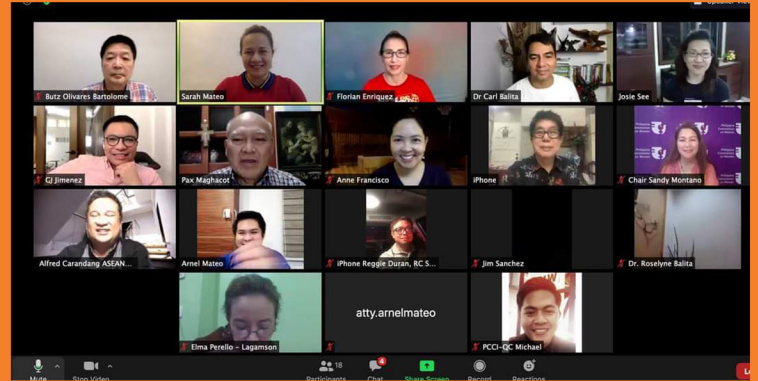 Butz Olivares Bartolome
Sarah Mateo
Florian Enriquez
Dr Carl Balita
Josie See
GJ Jimenez
Pax Maghacot
Anne Francisco
iPhone
Chair Sandy Montano
Alfred Carandang ASEAN...
Arnel Mateo
iPhone Reggie Duran, RC S...
Jim Sanchez
Dr. Roselyne Balita
Elma Perello - Lagamson
atty.arnelmateo
PCCI-QC Michael
Mute
Stop Video
18
Participants
4
Chat
Share Screen
Record
Reactions